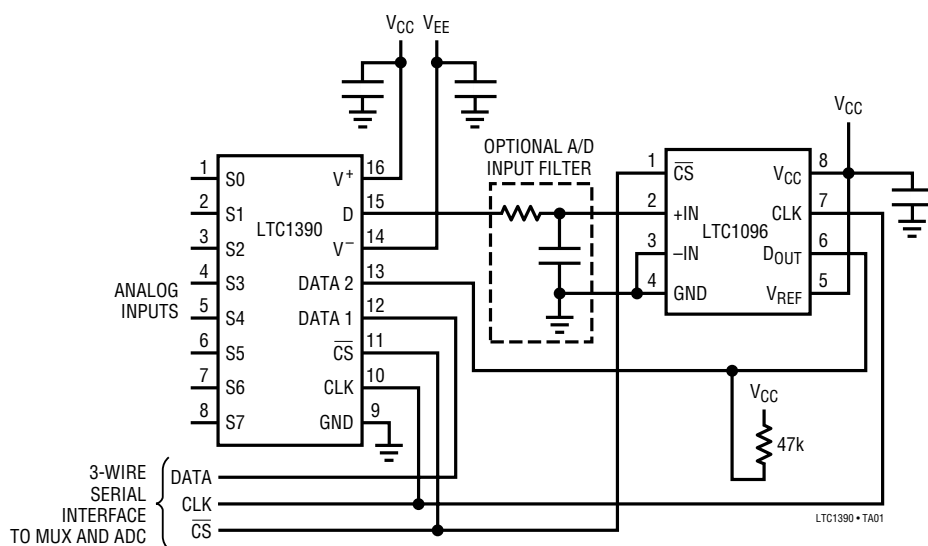 VCC VEE
OPTIONAL A/D
INPUT FILTER
VCC
1 S0
2 S1
3 S2
4 S3
5 S4
6 S5
7 S6
8 S7
ANALOG
INPUTS
LTC1390
V+ 16
D 15
V− 14
DATA 2 13
DATA 1 12
CS 11
CLK 10
GND 9
1 CS
2 +IN
3 −IN
4 GND
LTC1096
VCC 8
CLK 7
DOUT 6
VREF 5
VCC
47k
3-WIRE
SERIAL
INTERFACE
TO MUX AND ADC
DATA
CLK
CS
LTC1390 • TA01